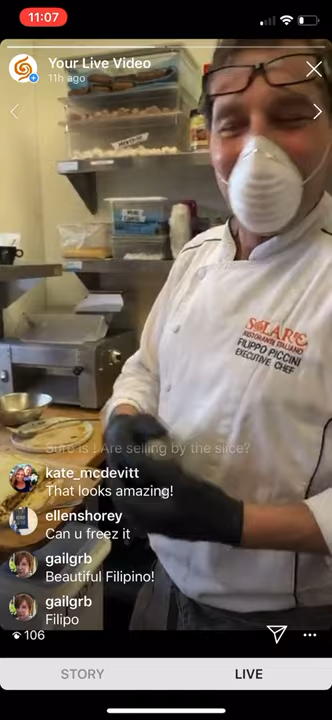 11:07
Your Live Video
11h ago
SOLARE
RISTORANTE ITALIANO
FILIPPO PICCINI
EXECUTIVE CHEF
Sure is ! Are selling by the slice?
kate_mcdevitt
That looks amazing!
ellenshorey
Can u freez it
gailgrb
Beautiful Filipino!
gailgrb
Filipo
106
STORY
LIVE